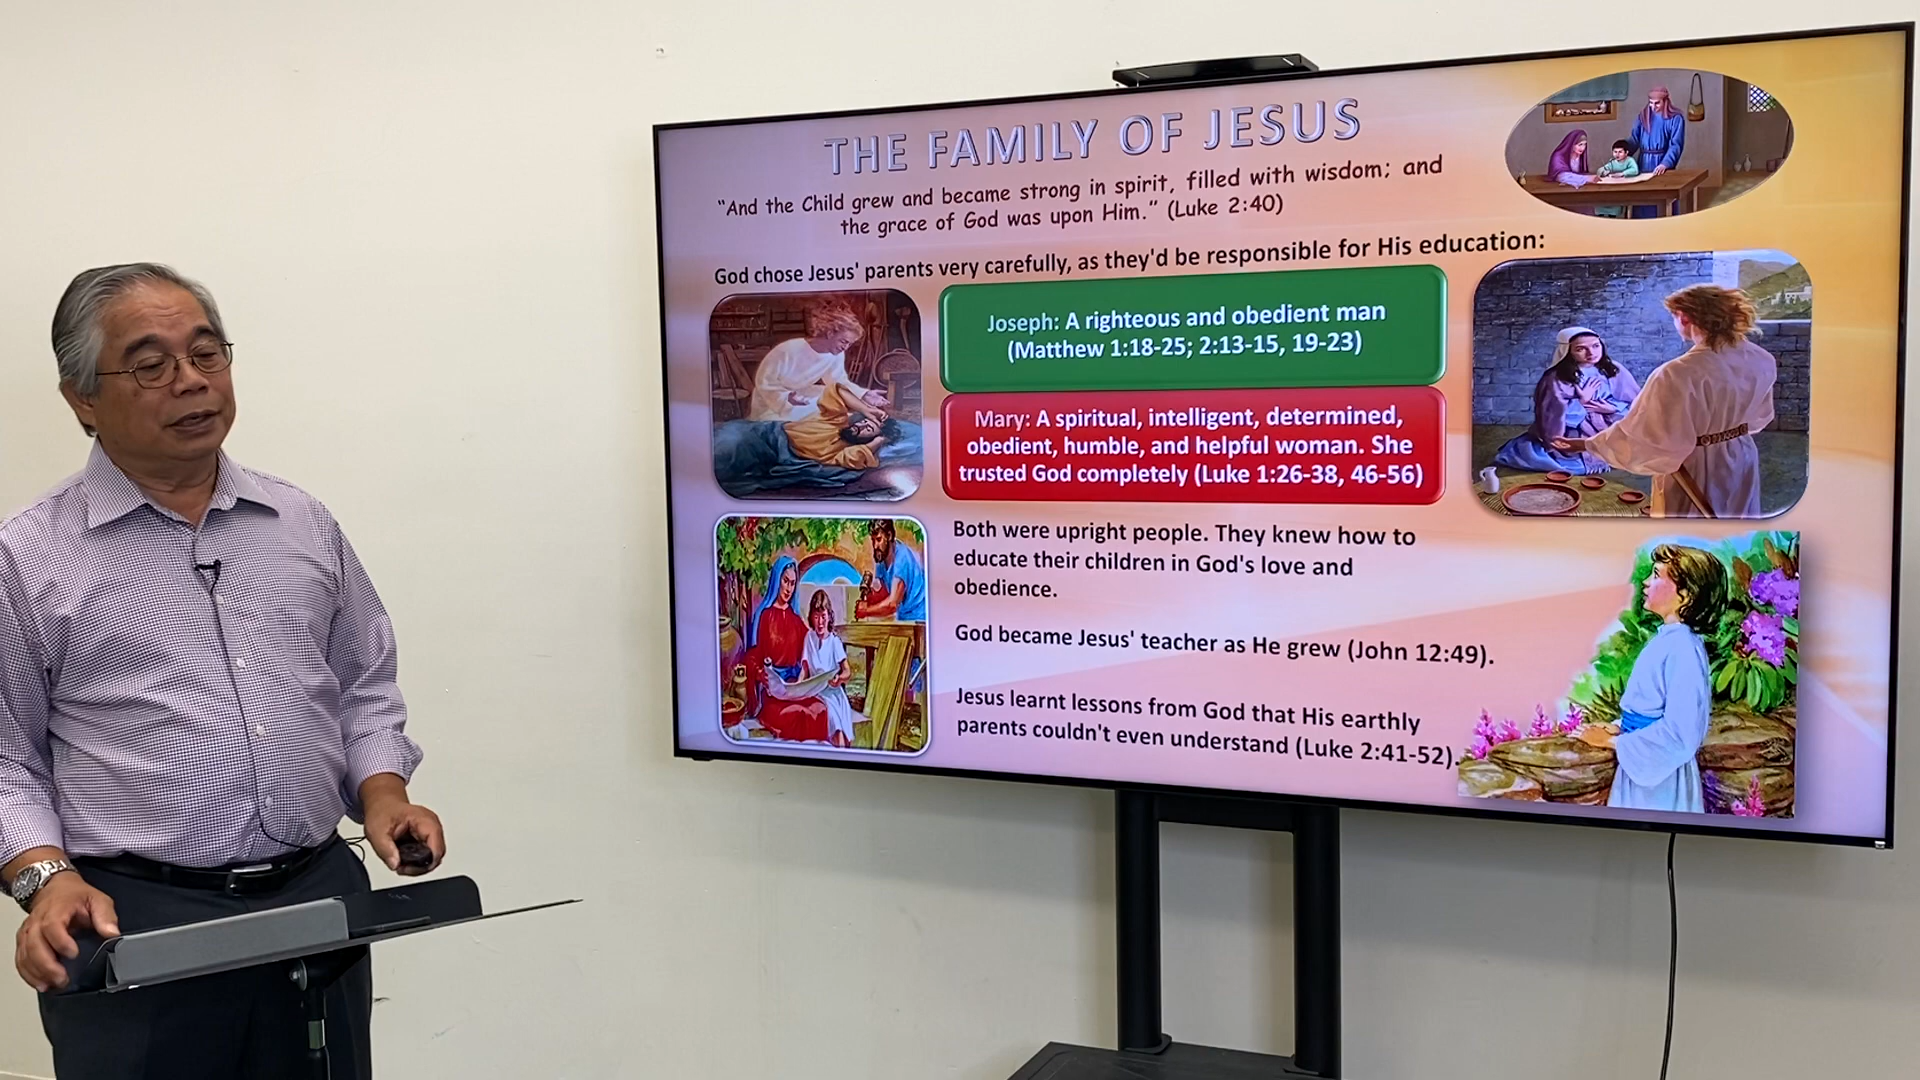 THE FAMILY OF JESUS
“And the Child grew and became strong in spirit, filled with wisdom; and
the grace of God was upon Him.” (Luke 2:40)
God chose Jesus' parents very carefully, as they'd be responsible for His education:
Joseph: A righteous and obedient man
(Matthew 1:18-25; 2:13-15, 19-23)
Mary: A spiritual, intelligent, determined,
obedient, humble, and helpful woman. She
trusted God completely (Luke 1:26-38, 46-56)
Both were upright people. They knew how to
educate their children in God's love and
obedience.
God became Jesus' teacher as He grew (John 12:49).
Jesus learnt lessons from God that His earthly
parents couldn't even understand (Luke 2:41-52).